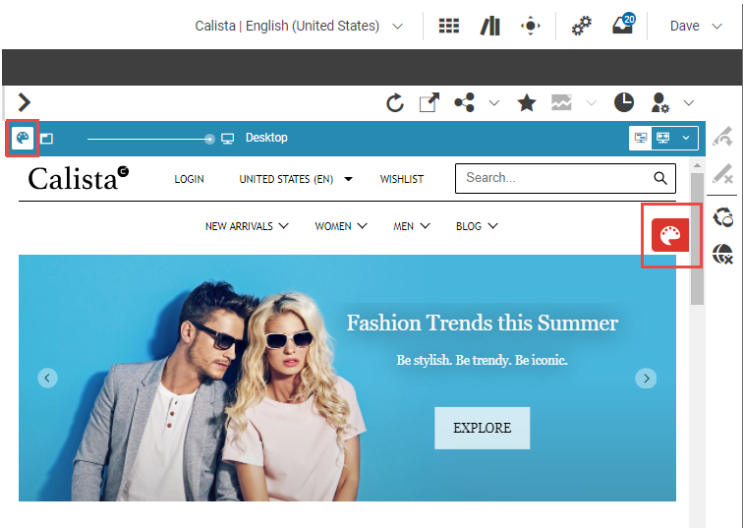 Calista | English (United States)
20
Dave
Desktop
Calista C
LOGIN
UNITED STATES (EN)
WISHLIST
Search...
NEW ARRIVALS
WOMEN
MEN
BLOG
Fashion Trends this Summer
Be stylish. Be trendy. Be iconic.
EXPLORE